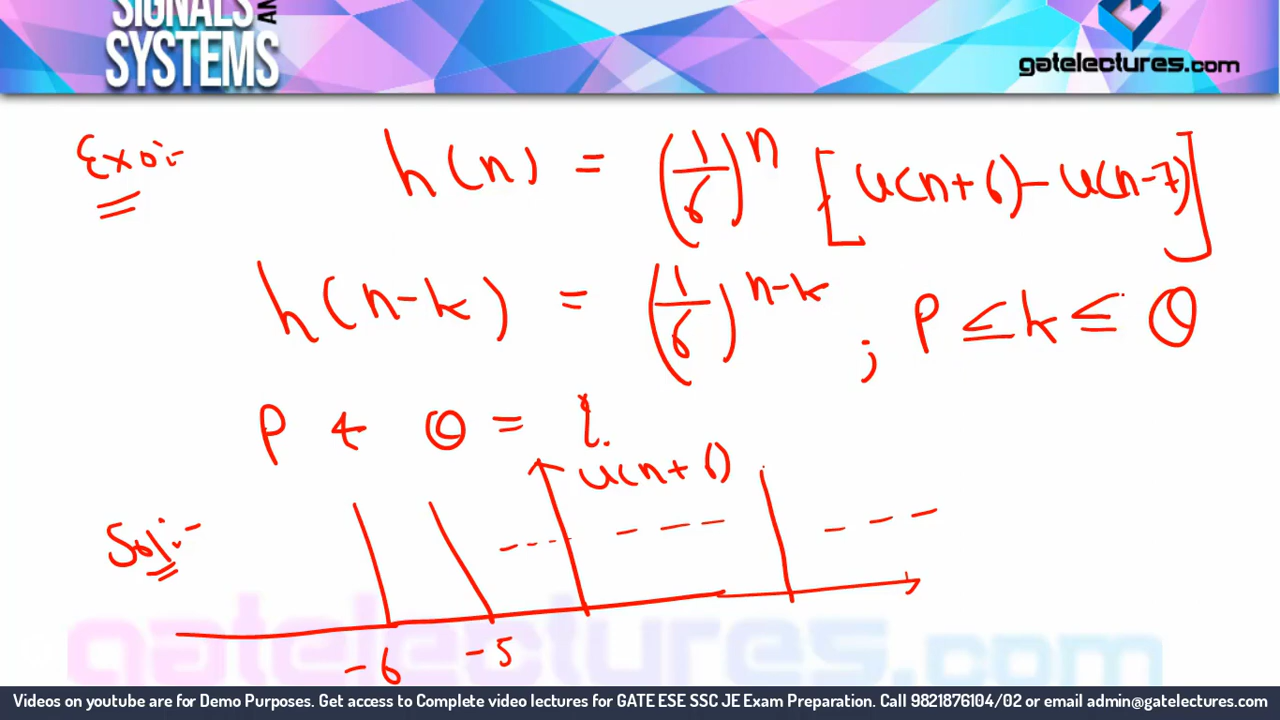 SIGNALS AND
SYSTEMS
gatelectures.com
Exo:-
h(n) = (1/6)^n [u(n+6) - u(n-7)]
h(n-k) = (1/6)^{n-k} ; P ≤ k ≤ Q
P & Q = ?
u(n+6)
Sol:-
-6 -5
gatelectures.com
Videos on youtube are for Demo Purposes. Get access to Complete video lectures for GATE ESE SSC JE Exam Preparation. Call 9821876104/02 or email admin@gatelectures.com